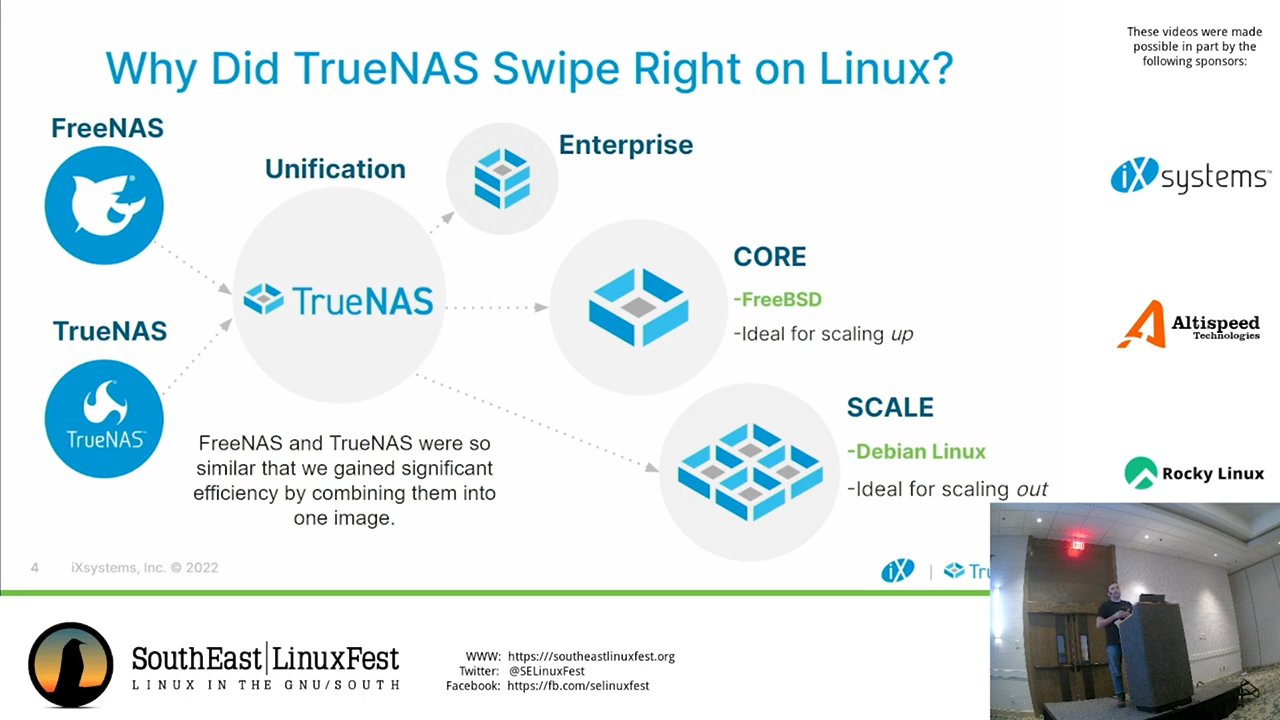 Why Did TrueNAS Swipe Right on Linux?
FreeNAS
Unification
Enterprise
TrueNAS
CORE
-FreeBSD
-Ideal for scaling up
TrueNAS
TrueNAS™
SCALE
-Debian Linux
-Ideal for scaling out
FreeNAS and TrueNAS were so
similar that we gained significant
efficiency by combining them into
one image.
4 iXsystems, Inc. © 2022
iX | Tru
These videos were made
possible in part by the
following sponsors:
iXsystems™
Altispeed
Technologies
Rocky Linux
EXIT
SouthEast|LinuxFest
LINUX IN THE GNU/SOUTH
WWW: https://southeastlinuxfest.org
Twitter: @SELinuxFest
Facebook: https://fb.com/selinuxfest